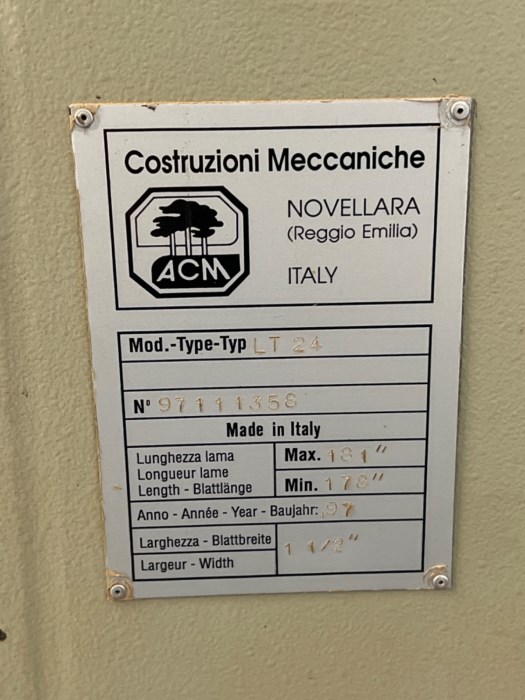 Costruzioni Meccaniche
ACM
NOVELLARA
(Reggio Emilia)
ITALY
Mod.-Type-Typ LT 24
N° 97111358
Made in Italy
Lunghezza lama
Longueur lame
Length - Blattlänge
Max. 181"
Min. 178"
Anno - Année - Year - Baujahr: 97
Larghezza - Blattbreite
Largeur - Width
1 1/2"